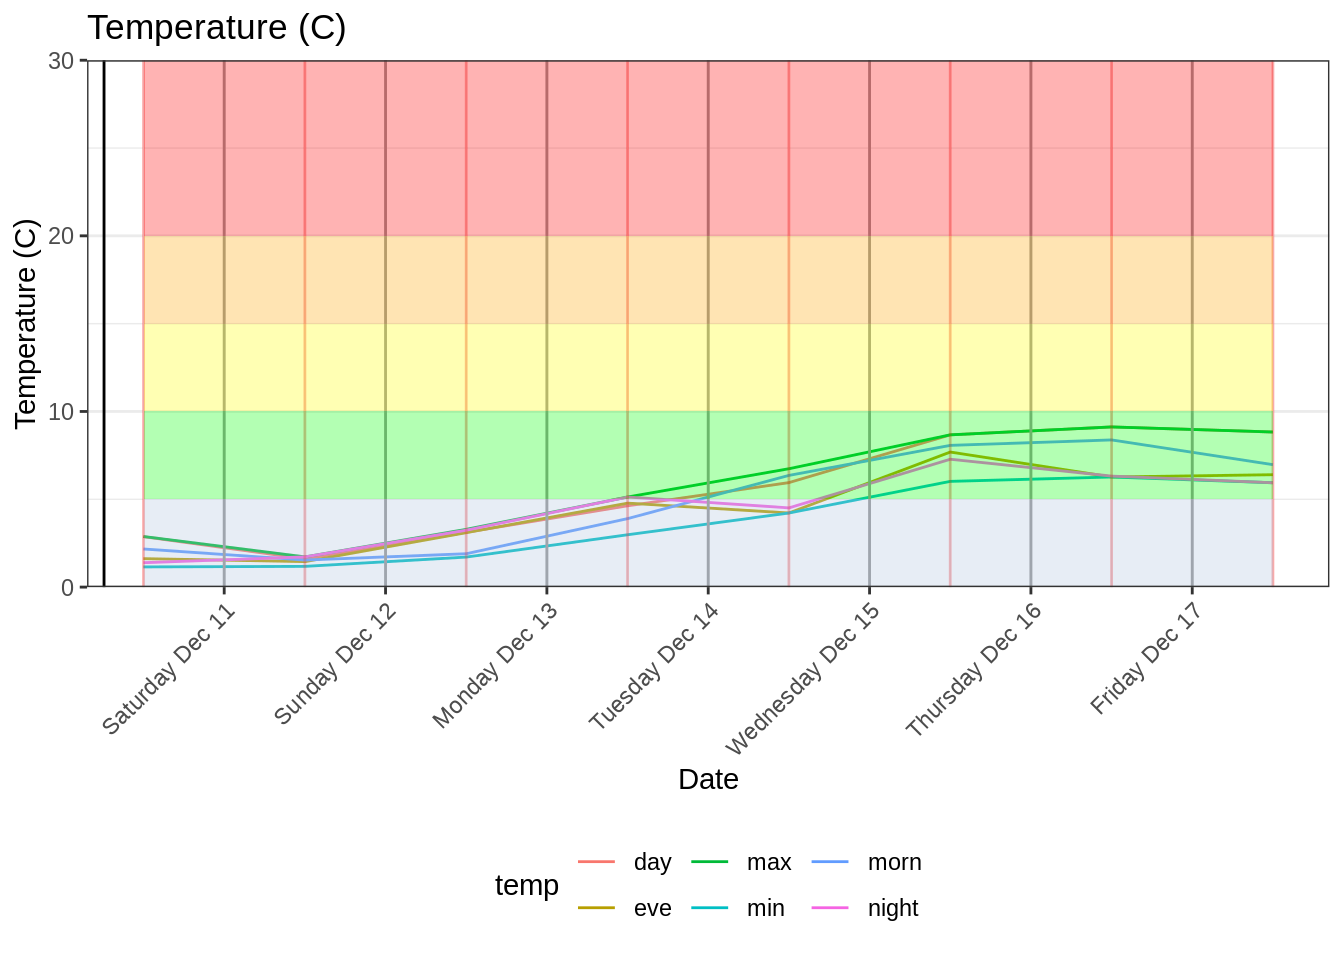 Temperature (C)
Temperature (C)
30
20
10
0
Saturday Dec 11
Sunday Dec 12
Monday Dec 13
Tuesday Dec 14
Wednesday Dec 15
Thursday Dec 16
Friday Dec 17
Date
temp
day
max
morn
eve
min
night